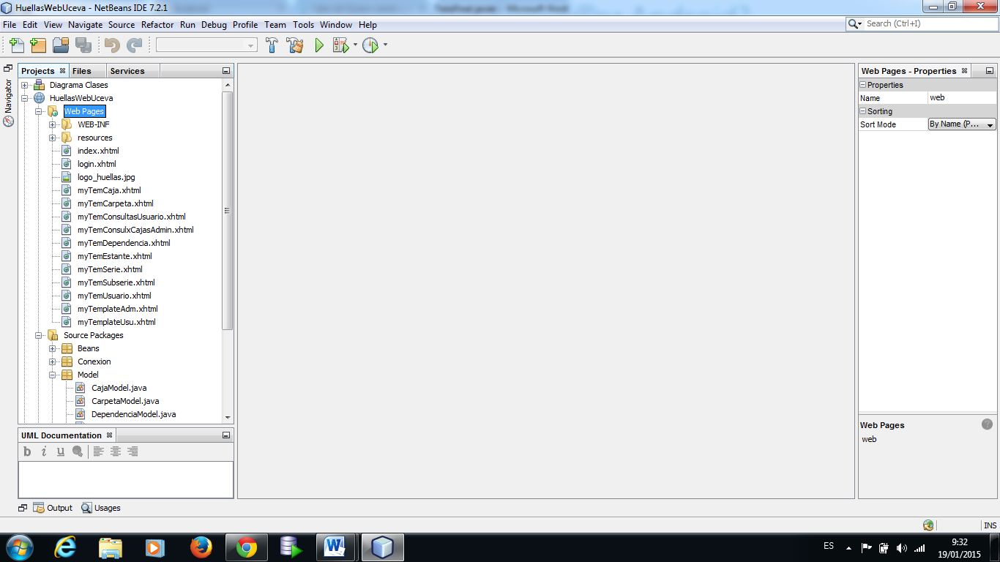 HuellasWebUceva - NetBeans IDE 7.2.1
File Edit View Navigate Source Refactor Run Debug Profile Team Tools Window Help
Search (Ctrl+I)
Navigator
Projects Files Services
Diagrama Clases
HuellasWebUceva
Web Pages
WEB-INF
resources
index.xhtml
login.xhtml
logo_huellas.jpg
myTemCaja.xhtml
myTemCarpeta.xhtml
myTemConsultasUsuario.xhtml
myTemConsulxCajasAdmin.xhtml
myTemDependencia.xhtml
myTemEstante.xhtml
myTemSerie.xhtml
myTemSubserie.xhtml
myTemUsuario.xhtml
myTemplateAdm.xhtml
myTemplateUsu.xhtml
Source Packages
Beans
Conexion
Model
CajaModel.java
CarpetaModel.java
DependenciaModel.java
UML Documentation
b i u
Output Usages
Web Pages - Properties
Properties
Name web
Sorting
Sort Mode By Name (P...
Web Pages
web
INS
ES
9:32
19/01/2015